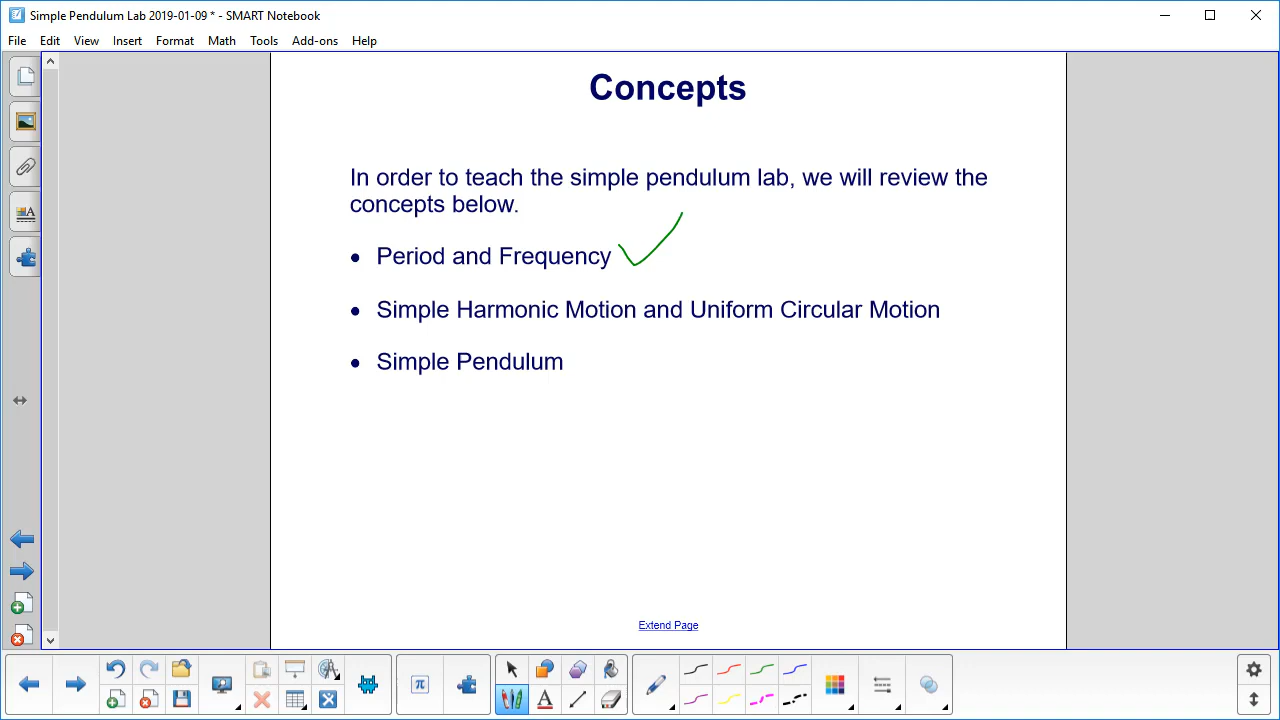 Simple Pendulum Lab 2019-01-09 * - SMART Notebook
File Edit View Insert Format Math Tools Add-ons Help
Concepts
In order to teach the simple pendulum lab, we will review the
concepts below.
• Period and Frequency
• Simple Harmonic Motion and Uniform Circular Motion
• Simple Pendulum
Extend Page
π
A